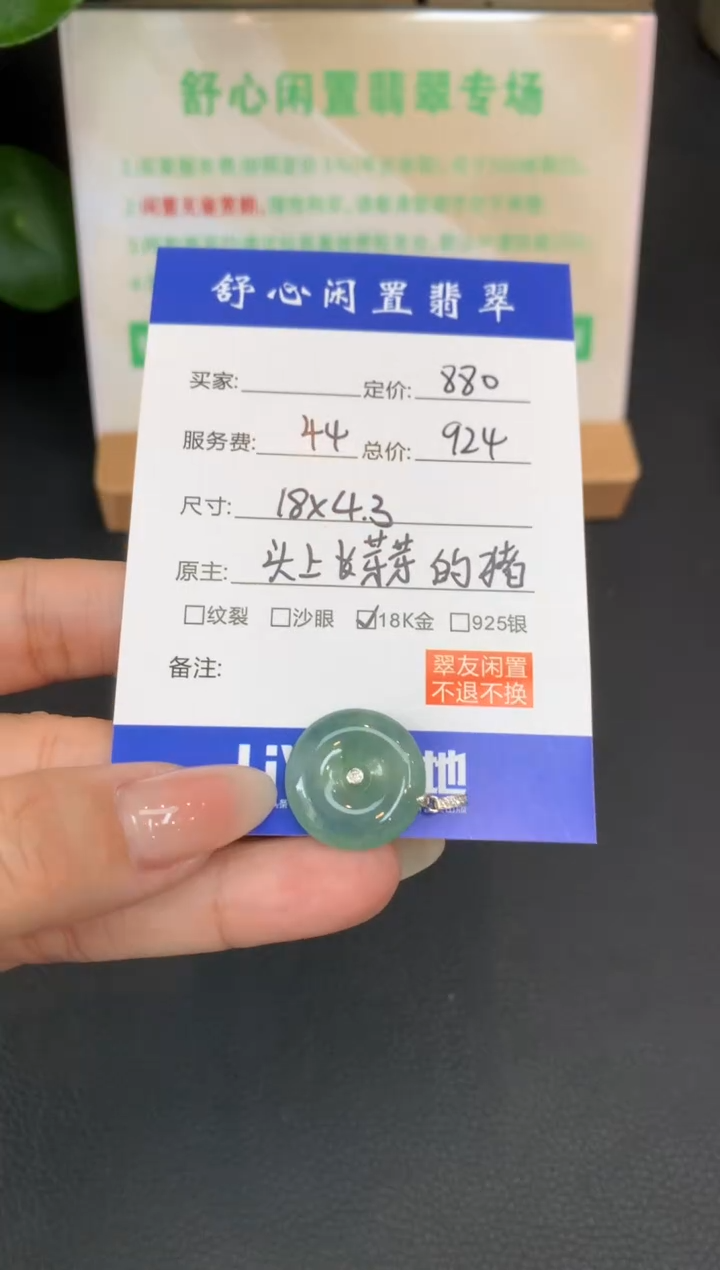 舒心闲置翡翠专场
舒心闲置翡翠
买家: 定价: 880
服务费: 44 总价: 924
尺寸: 18X4.3
原主: 头上长芽芽的猪
□纹裂 □沙眼 ☑18K金 □925银
备注:
翠友闲置
不退不换
地